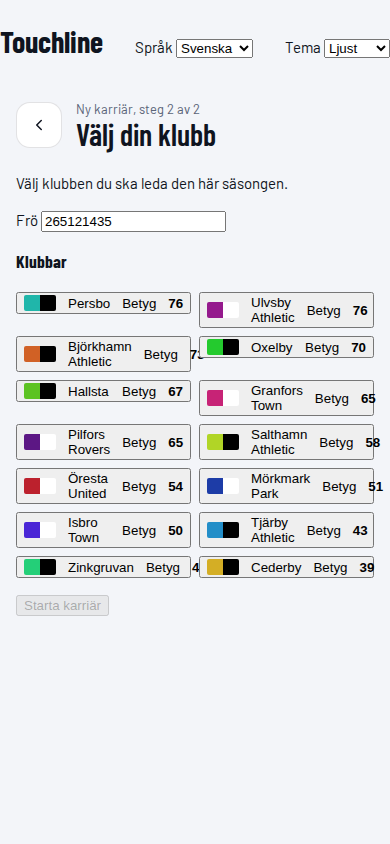 Touchline
Språk Svenska
Tema Ljust
Ny karriär, steg 2 av 2
Välj din klubb
Välj klubben du ska leda den här säsongen.
Frö 265121435
Klubbar
Persbo Betyg 76
Ulvsby Athletic Betyg 76
Björkhamn Athletic Betyg
Oxelby Betyg 70
Hallsta Betyg 67
Granfors Town Betyg 65
Pilfors Rovers Betyg 65
Salthamn Athletic Betyg 58
Öresta United Betyg 54
Mörkmark Park Betyg 51
Isbro Town Betyg 50
Tjärby Athletic Betyg 43
Zinkgruvan Betyg
Cederby Betyg 39
Starta karriär